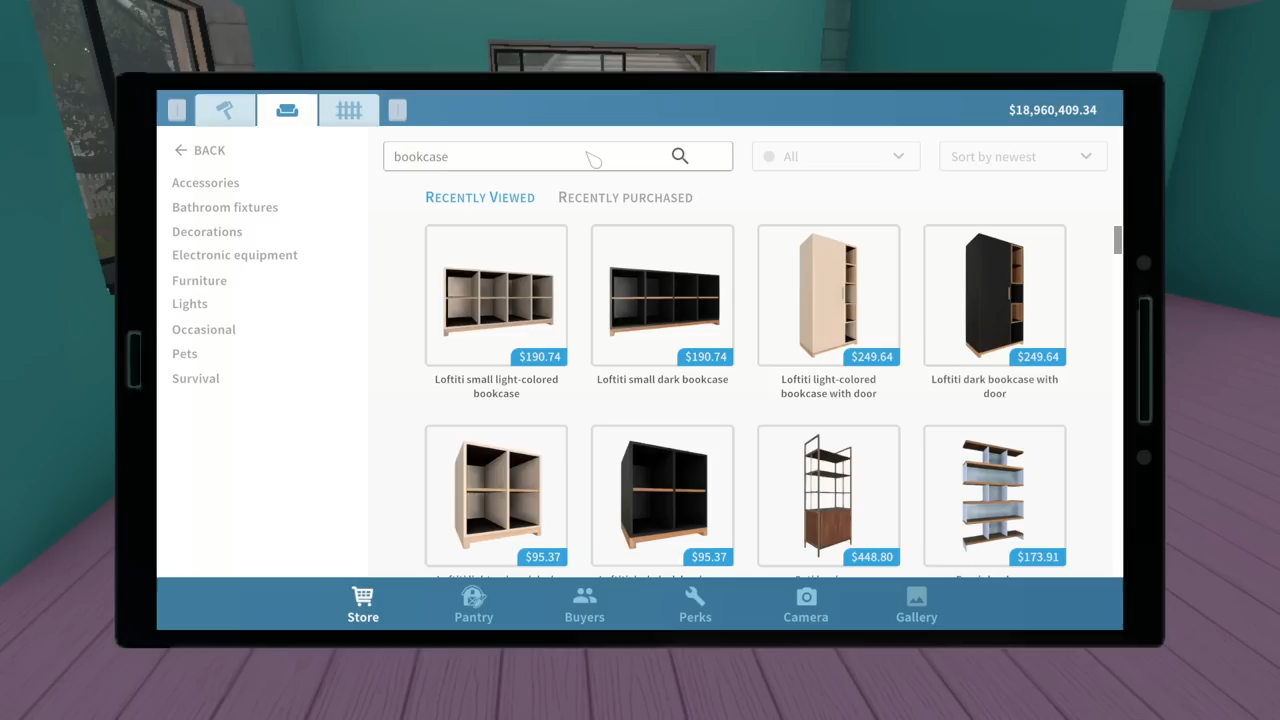 $18,960,409.34
BACK
Accessories
Bathroom fixtures
Decorations
Electronic equipment
Furniture
Lights
Occasional
Pets
Survival
bookcase
All
Sort by newest
RECENTLY VIEWED
RECENTLY PURCHASED
$190.74
Loftiti small light-colored
bookcase
$190.74
Loftiti small dark bookcase
$249.64
Loftiti light-colored
bookcase with door
$249.64
Loftiti dark bookcase with
door
$95.37
$95.37
$448.80
$173.91
Store
Pantry
Buyers
Perks
Camera
Gallery